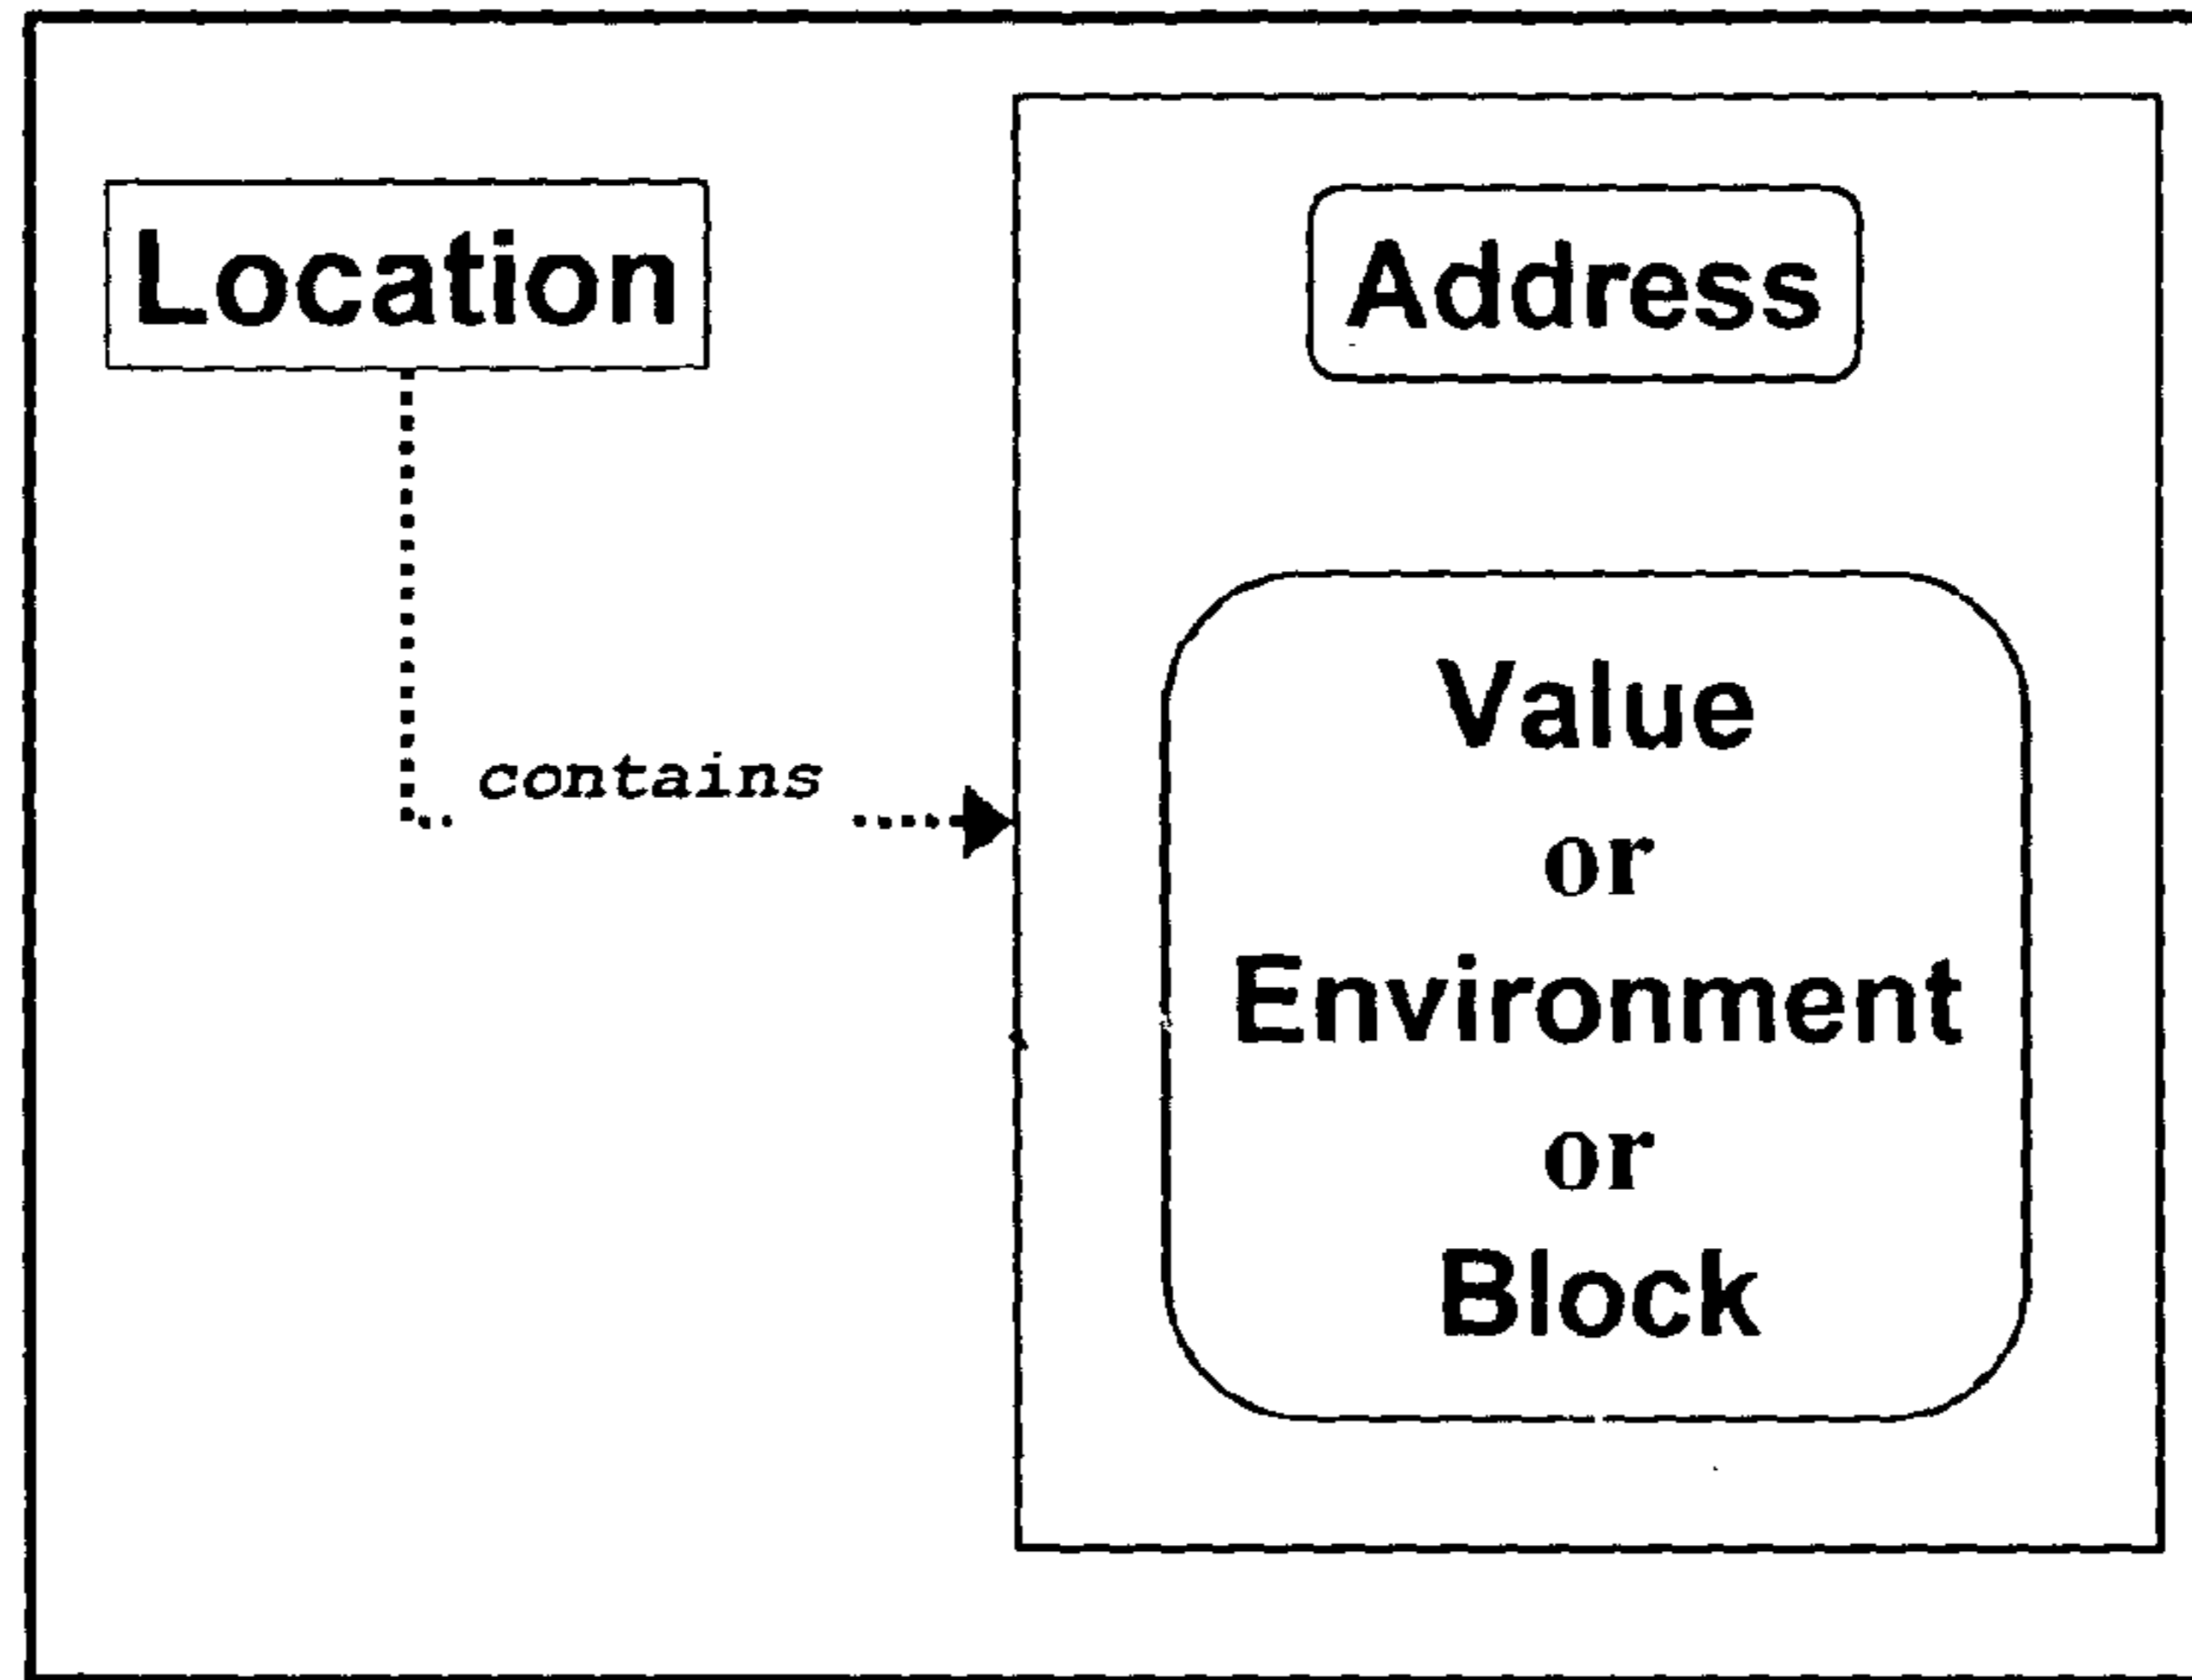 Location
Address
contains
Value
or
Environment
or
Block